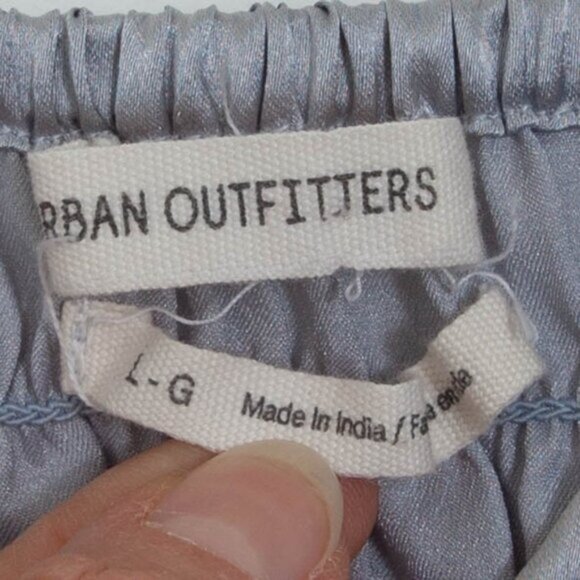 RBAN OUTFITTERS
L-G Made In India /